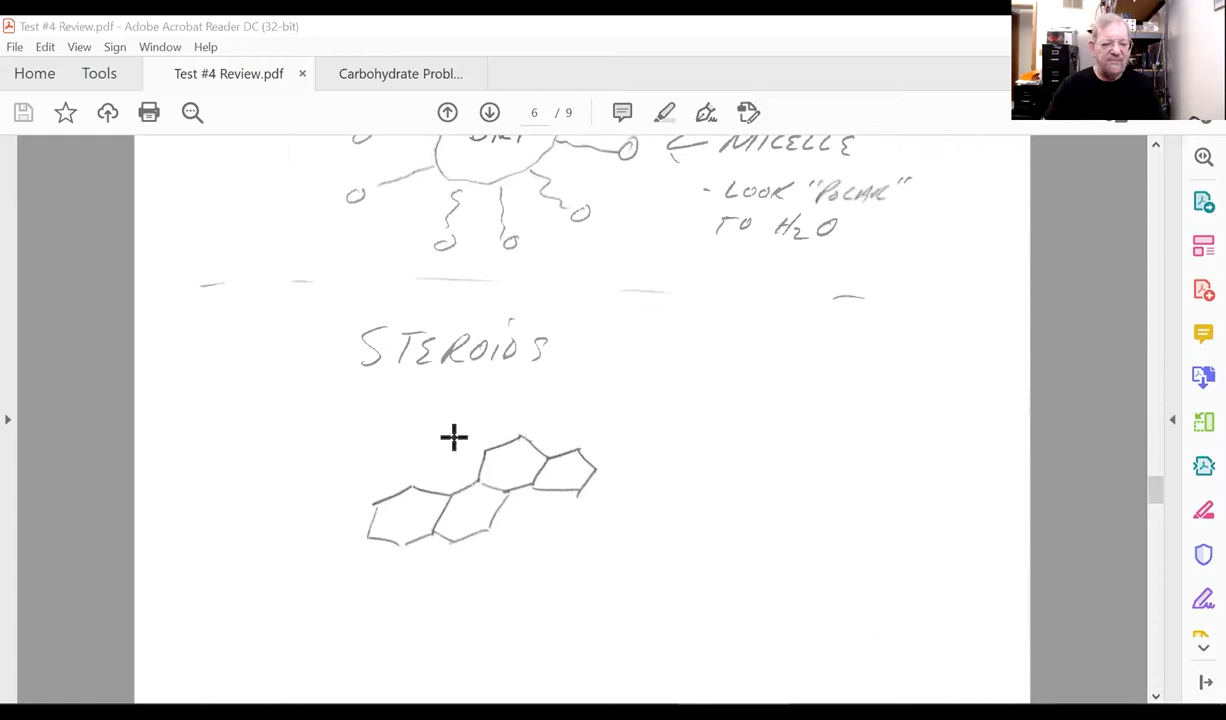 Test #4 Review.pdf - Adobe Acrobat Reader DC (32-bit)
File Edit View Sign Window Help
Home Tools Test #4 Review.pdf × Carbohydrate Probl...
6 / 9
DIRT
MICELLE
- LOOK "POLAR"
TO H2O
STEROIDS